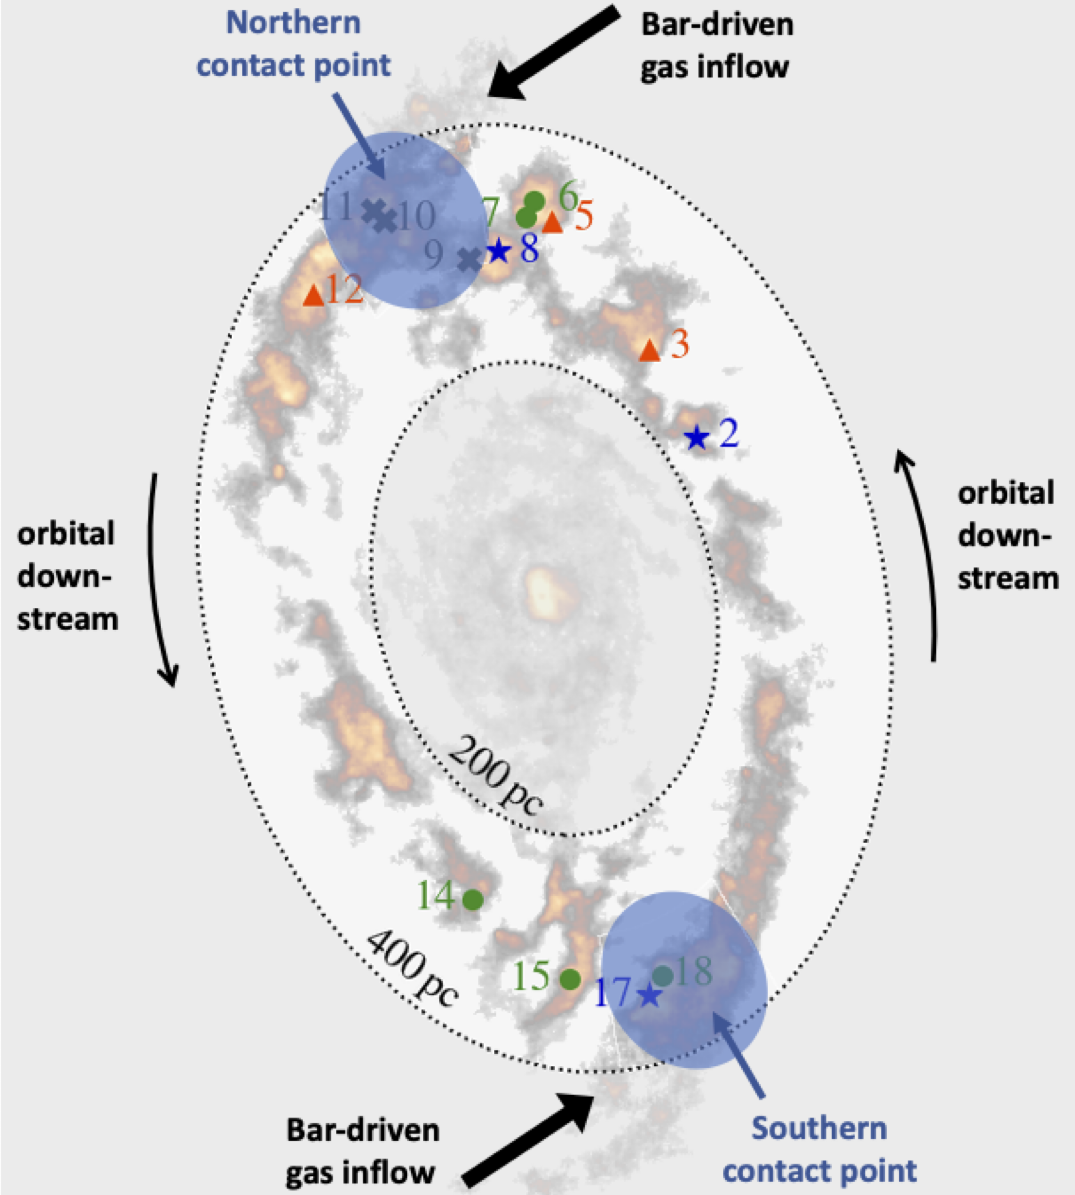 Northern
contact point
Bar-driven
gas inflow
6
7
5
11
10
9
8
12
3
2
orbital
down-
stream
orbital
down-
stream
200 pc
14
400 pc
15
17
18
Bar-driven
gas inflow
Southern
contact point